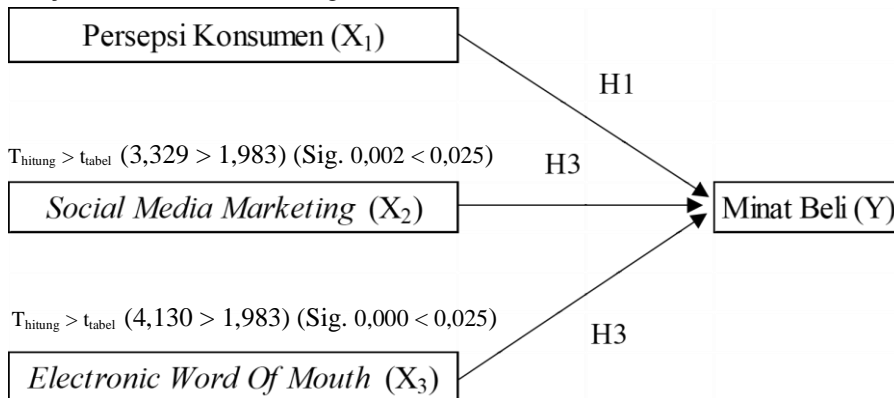 Persepsi Konsumen (X₁)
H1
Tₕᵢₜᵤₙg > tₜₐbₑₗ (3,329 > 1,983) (Sig. 0,002 < 0,025)
H3
Social Media Marketing (X₂)
Minat Beli (Y)
Tₕᵢₜᵤₙg > tₜₐbₑₗ (4,130 > 1,983) (Sig. 0,000 < 0,025)
H3
Electronic Word Of Mouth (X₃)